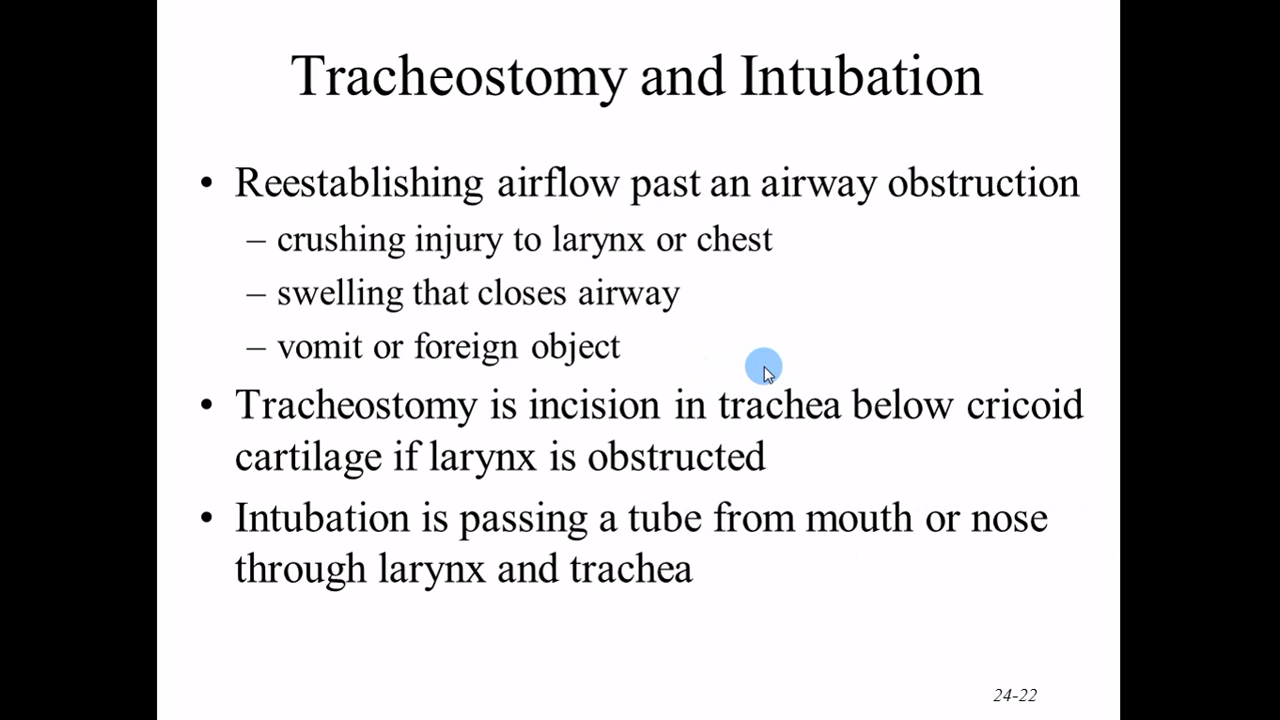 Tracheostomy and Intubation
• Reestablishing airflow past an airway obstruction
– crushing injury to larynx or chest
– swelling that closes airway
– vomit or foreign object
• Tracheostomy is incision in trachea below cricoid
cartilage if larynx is obstructed
• Intubation is passing a tube from mouth or nose
through larynx and trachea
24-22